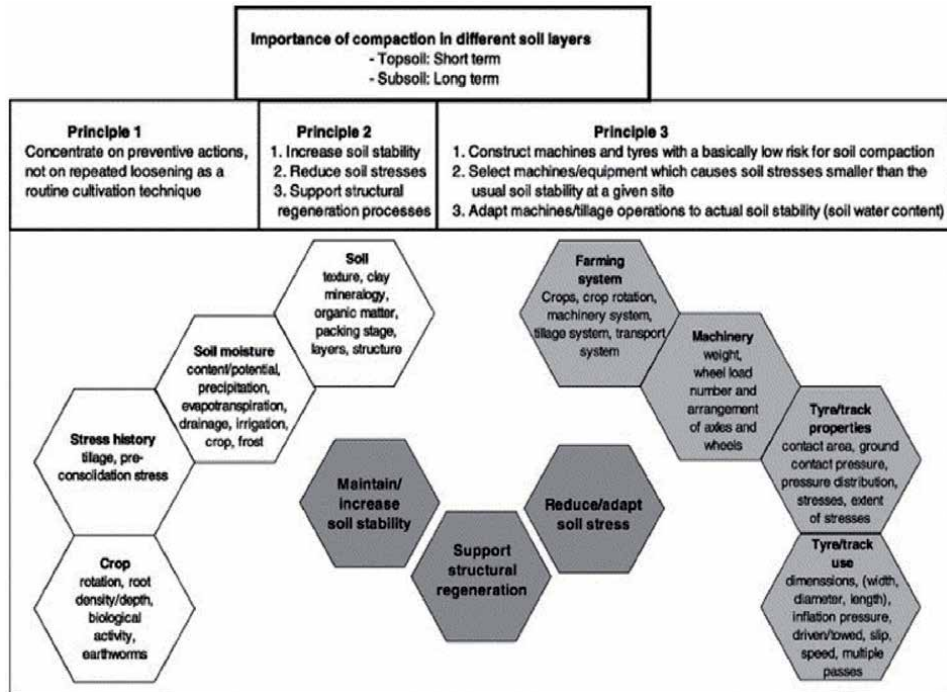 Importance of compaction in different soil layers
- Topsoil: Short term
- Subsoil: Long term
Principle 1
Concentrate on preventive actions,
not on repeated loosening as a
routine cultivation technique
Principle 2
1. Increase soil stability
2. Reduce soil stresses
3. Support structural
regeneration processes
Principle 3
1. Construct machines and tyres with a basically low risk for soil compaction
2. Select machines/equipment which causes soil stresses smaller than the
usual soil stability at a given site
3. Adapt machines/tillage operations to actual soil stability (soil water content)
Soil
texture, clay
mineralogy,
organic matter,
packing stage,
layers, structure
Soil moisture
content/potential,
precipitation,
evapotranspiration,
drainage, irrigation,
crop, frost
Stress history
tillage, pre-
consolidation stress
Crop
rotation, root
density/depth,
biological
activity,
earthworms
Maintain/
increase
soil stability
Support
structural
regeneration
Reduce/adapt
soil stress
Farming
system
Crops, crop rotation,
machinery system,
tillage system, transport
system
Machinery
weight,
wheel load
number and
arrangement
of axles and
wheels
Tyre/track
properties
contact area, ground
contact pressure,
pressure distribution,
stresses, extent
of stresses
Tyre/track
use
dimenssions, (width,
diameter, length),
inflation pressure,
driven/towed, slip,
speed, multiple
passes